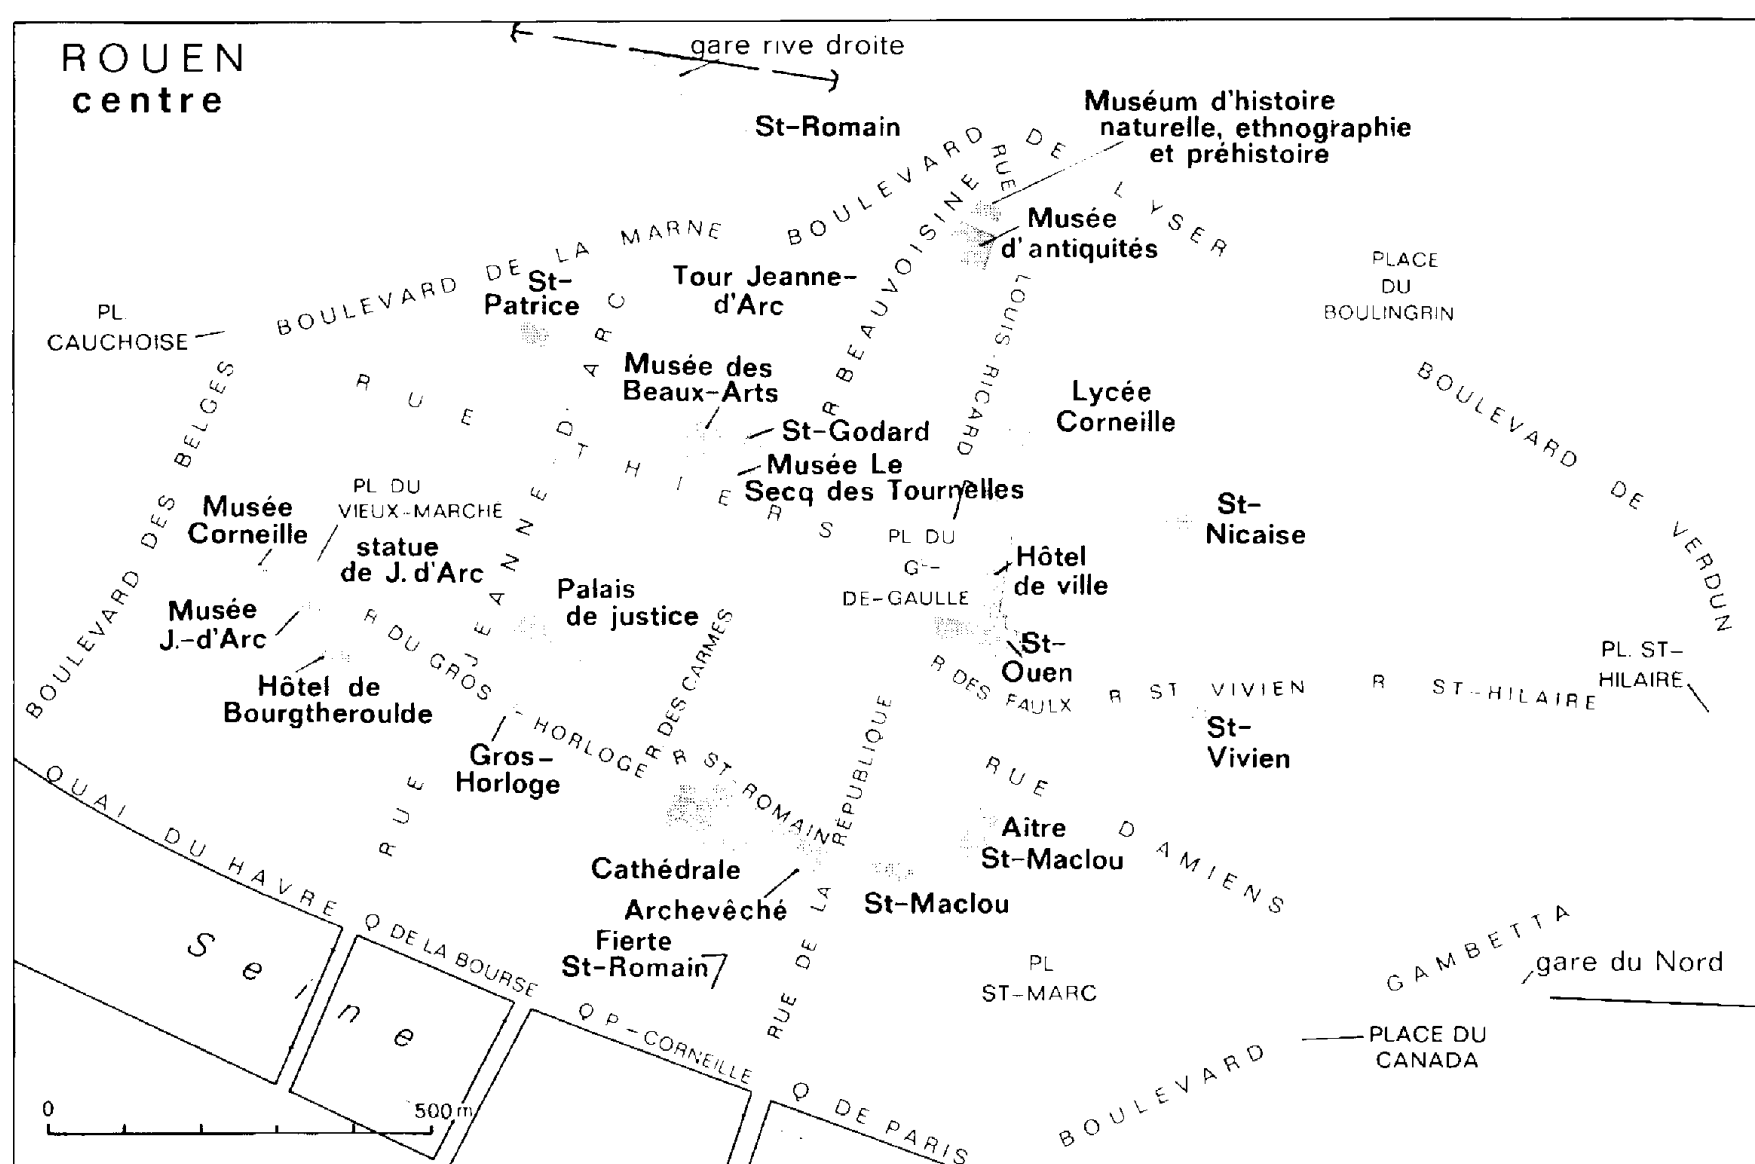 ROUEN
centre
gare rive droite
St-Romain
Muséum d'histoire
naturelle, ethnographie
et préhistoire
BOULEVARD DE L YSER
RUE LOUIS-RICARD
Musée
d'antiquités
BOULEVARD DE LA MARNE
R BEAUVOISINE
St-
Patrice
Tour Jeanne-
d'Arc
PLACE
DU
BOULINGRIN
PL.
CAUCHOISE
RUE JEANNE D'ARC
Musée des
Beaux-Arts
BOULEVARD DES BELGES
RUE THIERS
Lycée
Corneille
BOULEVARD DE VERDUN
St-Godard
Musée Le
Secq des Tournelles
PL DU
VIEUX-MARCHÉ
Musée
Corneille
statue
de J. d'Arc
St-
Nicaise
PL DU
Gl-
DE-GAULLE
Hôtel
de ville
Palais
de justice
Musée
J.-d'Arc
R DU GROS-HORLOGE
R DES CARMES
St-
Ouen
R DES FAULX
R ST VIVIEN
R ST-HILAIRE
PL. ST-
HILAIRE
Hôtel de
Bourgtheroulde
St-
Vivien
Gros-
Horloge
R ST-ROMAIN
RUE DE LA RÉPUBLIQUE
RUE D AMIENS
Aître
St-Maclou
QUAI DU HAVRE
Cathédrale
Archevêché
St-Maclou
Fierte
St-Romain
Q DE LA BOURSE
Seine
PL
ST-MARC
BOULEVARD GAMBETTA
gare du Nord
Q P-CORNEILLE
PLACE DU
CANADA
Q DE PARIS
0 500 m